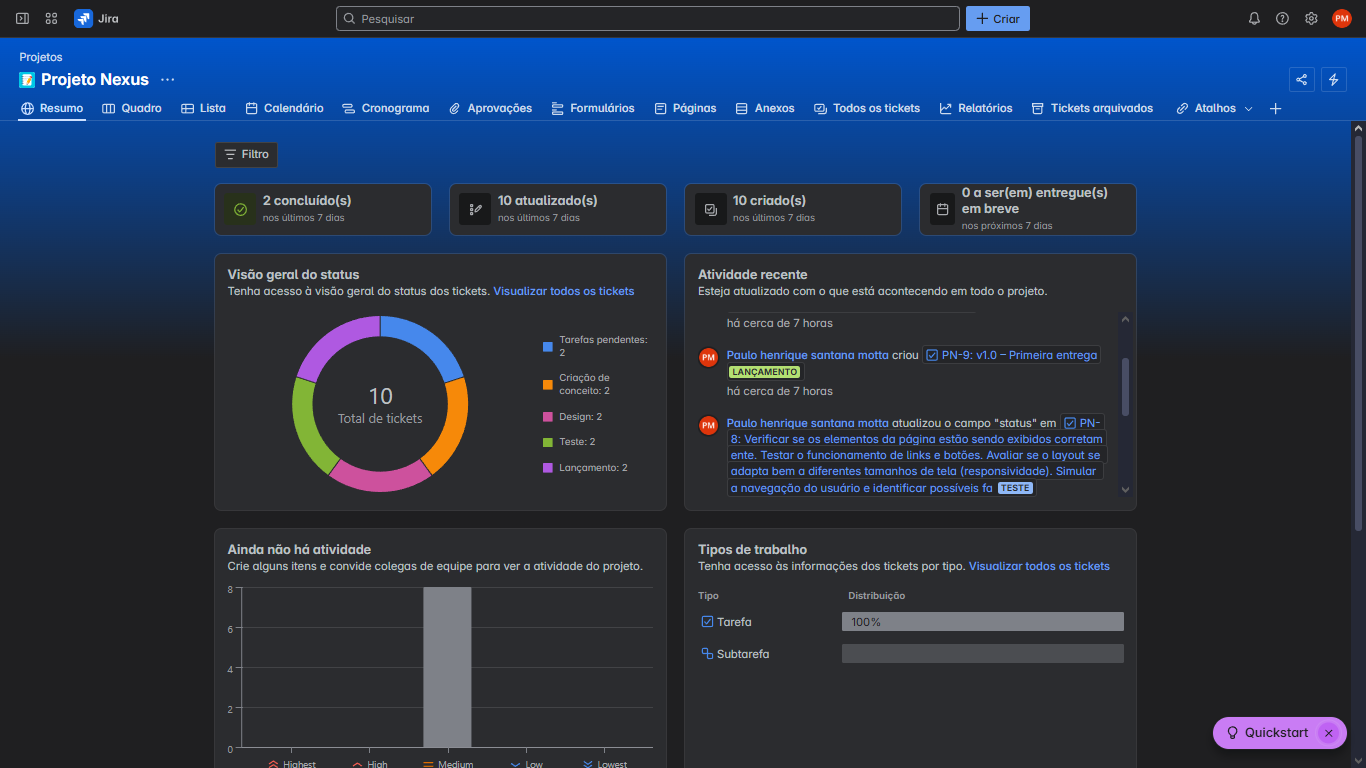 Jira
Pesquisar
Criar
PM
Projetos
Projeto Nexus
Resumo
Quadro
Lista
Calendário
Cronograma
Aprovações
Formulários
Páginas
Anexos
Todos os tickets
Relatórios
Tickets arquivados
Atalhos
Filtro
2 concluído(s)
nos últimos 7 dias
10 atualizado(s)
nos últimos 7 dias
10 criado(s)
nos últimos 7 dias
0 a ser(em) entregue(s)
em breve
nos próximos 7 dias
Visão geral do status
Tenha acesso à visão geral do status dos tickets. Visualizar todos os tickets
10
Total de tickets
Tarefas pendentes:
2
Criação de
conceito: 2
Design: 2
Teste: 2
Lançamento: 2
Atividade recente
Esteja atualizado com o que está acontecendo em todo o projeto.
há cerca de 7 horas
PM
Paulo henrique santana motta criou PN-9: v1.0 – Primeira entrega
LANÇAMENTO
há cerca de 7 horas
PM
Paulo henrique santana motta atualizou o campo "status" em PN-
8: Verificar se os elementos da página estão sendo exibidos corretam
ente. Testar o funcionamento de links e botões. Avaliar se o layout se
adapta bem a diferentes tamanhos de tela (responsividade). Simular
a navegação do usuário e identificar possíveis fa TESTE
Ainda não há atividade
Crie alguns itens e convide colegas de equipe para ver a atividade do projeto.
8
6
4
2
0
Highest
High
Medium
Low
Lowest
Tipos de trabalho
Tenha acesso às informações dos tickets por tipo. Visualizar todos os tickets
Tipo
Distribuição
Tarefa
100%
Subtarefa
Quickstart